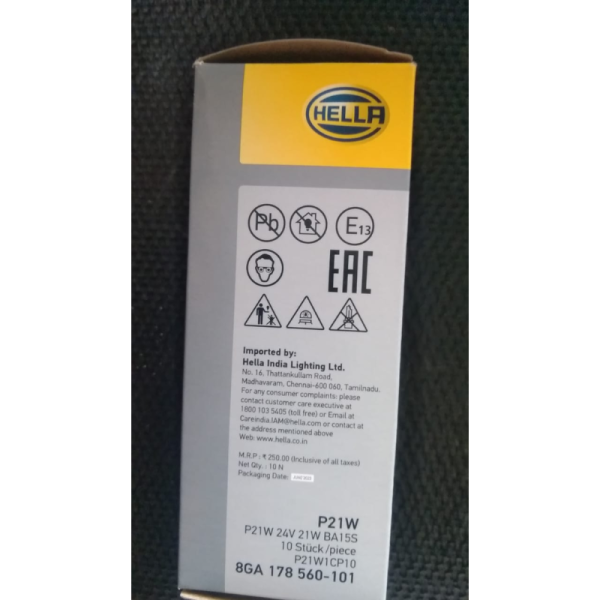 HELLA
Pb
E13
EAC
Imported by:
Hella India Lighting Ltd.
No. 16, Thattenkullam Road,
Madhavaram, Chennai-600 060, Tamilnadu.
For any consumer complaints: please
contact customer care executive at
1800 103 5405 (toll free) or Email at
Careindia.IAM@hella.com or contact at
the address mentioned above
Web: www.hella.co.in
M.R.P.: ₹ 250.00 (Inclusive of all taxes)
Net Qty. : 10 N
Packaging Date:
P21W
P21W 24V 21W BA15S
10 Stück/piece
P21W1CP10
8GA 178 560-101